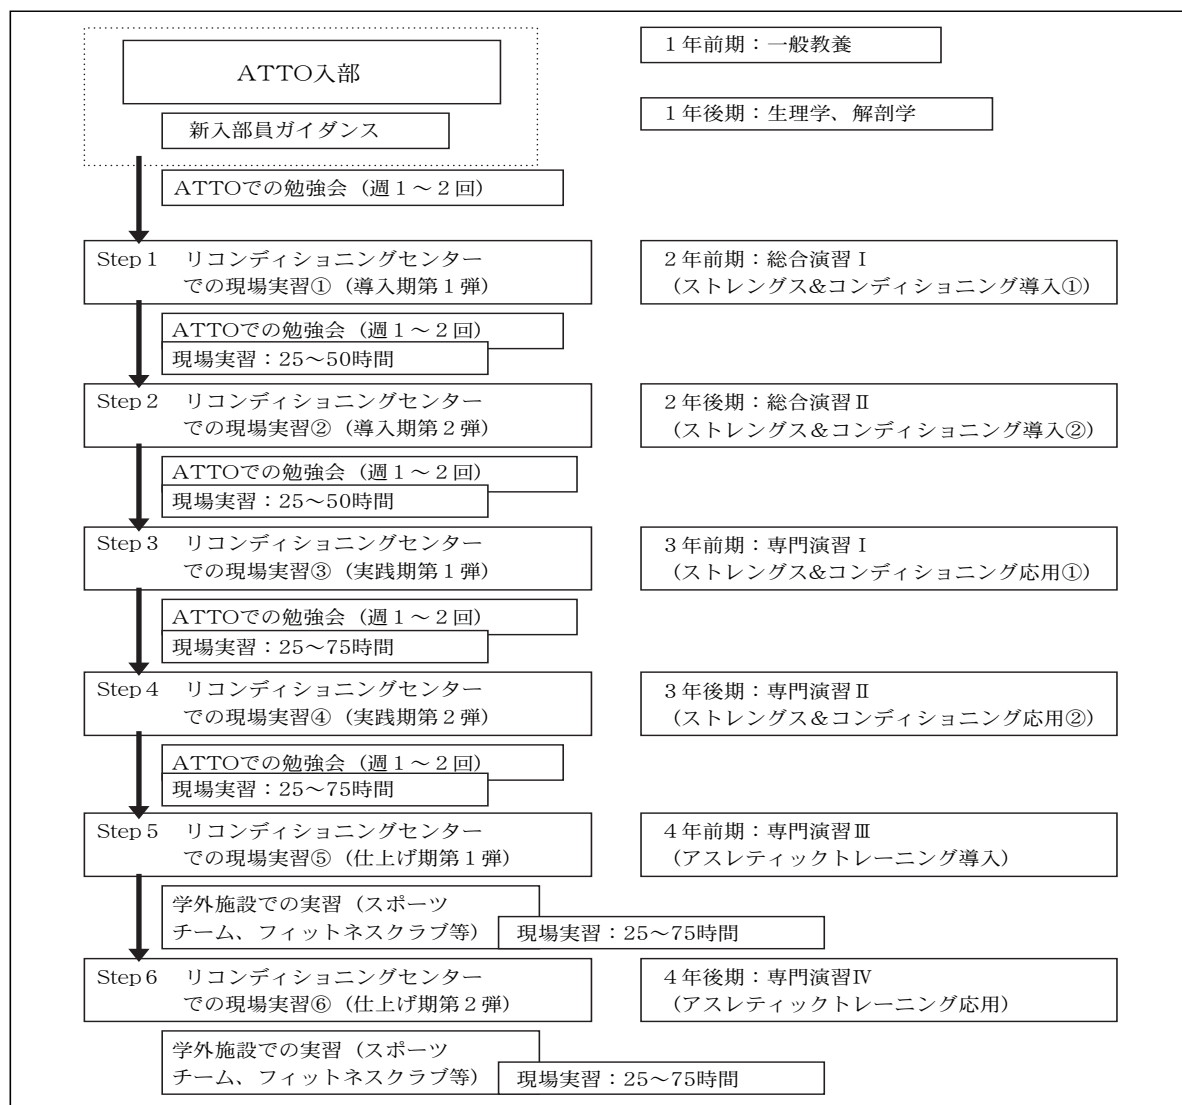 ATTO入部
新入部員ガイダンス
1年前期：一般教養
1年後期：生理学、解剖学
ATTOでの勉強会（週1～2回）
Step1　リコンディショニングセンター
での現場実習①（導入期第1弾）
2年前期：総合演習Ⅰ
（ストレングス&コンディショニング導入①）
ATTOでの勉強会（週1～2回）
現場実習：25～50時間
Step2　リコンディショニングセンター
での現場実習②（導入期第2弾）
2年後期：総合演習Ⅱ
（ストレングス＆コンディショニング導入②）
ATTOでの勉強会（週1～2回）
現場実習：25～50時間
Step3　リコンディショニングセンター
での現場実習③（実践期第1弾）
3年前期：専門演習Ⅰ
（ストレングス&コンディショニング応用①）
ATTOでの勉強会（週1～2回）
現場実習：25～75時間
Step4　リコンディショニングセンター
での現場実習④（実践期第2弾）
3年後期：専門演習Ⅱ
（ストレングス＆コンディショニング応用②）
ATTOでの勉強会（週1～2回）
現場実習：25～75時間
Step5　リコンディショニングセンター
での現場実習⑤（仕上げ期第1弾）
4年前期：専門演習Ⅲ
（アスレティックトレーニング導入）
学外施設での実習（スポーツ
チーム、フィットネスクラブ等）
現場実習：25～75時間
Step6　リコンディショニングセンター
での現場実習⑥（仕上げ期第2弾）
4年後期：専門演習Ⅳ
（アスレティックトレーニング応用）
学外施設での実習（スポーツ
チーム、フィットネスクラブ等）
現場実習：25～75時間